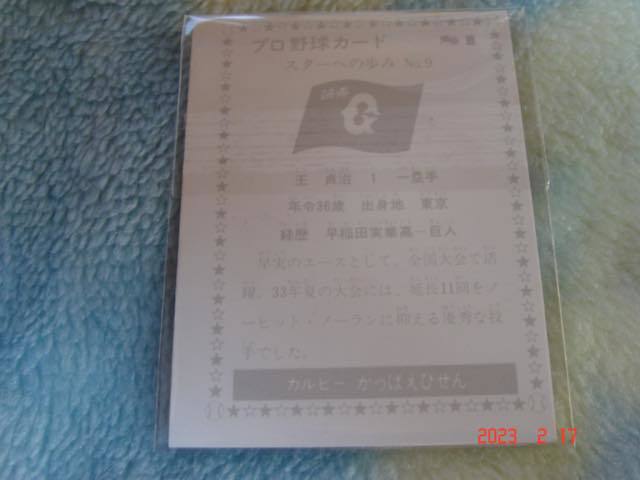 プロ野球カード
スターへの歩み No.9
G
王 貞治 1 一塁手
年令36歳 出身地 東京
経歴 早稲田実業高―巨人
早実のエースとして、全国大会で活
躍。33年夏の大会には、延長11回をノ
ーヒット・ノーランに抑える優秀な投
手でした。
カルビー かっぱえびせん
2023 2 17